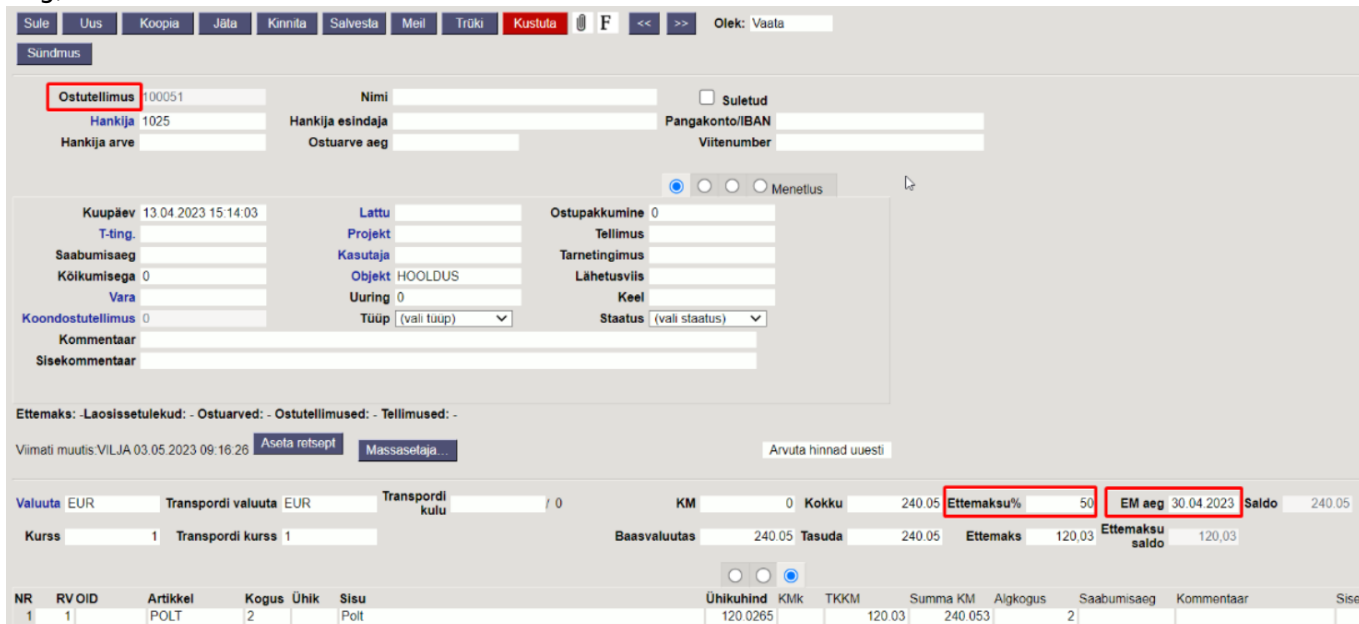 Sule Uus Koopia Jäta Kinnita Salvesta Meil Trüki Kustuta F << >> Olek: Vaata
Sündmus
Ostutellimus 100051 Nimi Suletud
Hankija 1025 Hankija esindaja Pangakonto/IBAN
Hankija arve Ostuarve aeg Viitenumber
Menetlus
Kuupäev 13.04.2023 15:14:03 Lattu Ostupakkumine 0
T-ting. Projekt Tellimus
Saabumisaeg Kasutaja Tarnetingimus
Kõikumisega 0 Objekt HOOLDUS Lähetusviis
Vara Uuring 0 Keel
Koondostutellimus 0 Tüüp (vali tüüp) Staatus (vali staatus)
Kommentaar
Sisekommentaar
Ettemaks: -Laosissetulekud: - Ostuarved: - Ostutellimused: - Tellimused: -
Viimati muutis:VILJA 03.05.2023 09:16:26 Aseta retsept Massasetaja... Arvuta hinnad uuesti
Valuuta EUR Transpordi valuuta EUR Transpordi kulu / 0 KM 0 Kokku 240.05 Ettemaksu% 50 EM aeg 30.04.2023 Saldo 240.05
Kurss 1 Transpordi kurss 1 Baasvaluutas 240.05 Tasuda 240.05 Ettemaks 120,03 Ettemaksu saldo 120,03
NR RV OID Artikkel Kogus Ühik Sisu Ühikuhind KMk TKKM Summa KM Algkogus Saabumisaeg Kommentaar Sise
1 1 POLT 2 Polt 120.0265 120.03 240.053 2